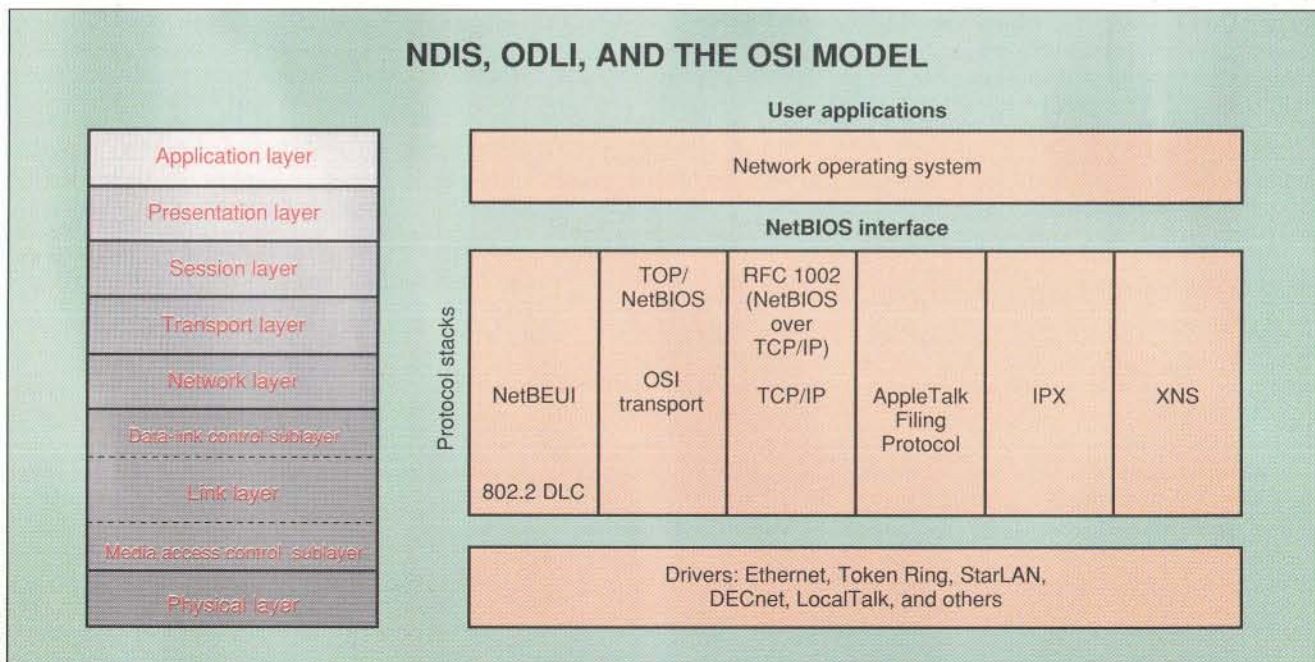 NDIS, ODLI, AND THE OSI MODEL
Application layer
Presentation layer
Session layer
Transport layer
Network layer
Data-link control sublayer
Link layer
Media access control sublayer
Physical layer
User applications
Network operating system
NetBIOS interface
Protocol stacks
NetBEUI
802.2 DLC
TOP/
NetBIOS
OSI
transport
RFC 1002
(NetBIOS
over
TCP/IP)
TCP/IP
AppleTalk
Filing
Protocol
IPX
XNS
Drivers: Ethernet, Token Ring, StarLAN,
DECnet, LocalTalk, and others